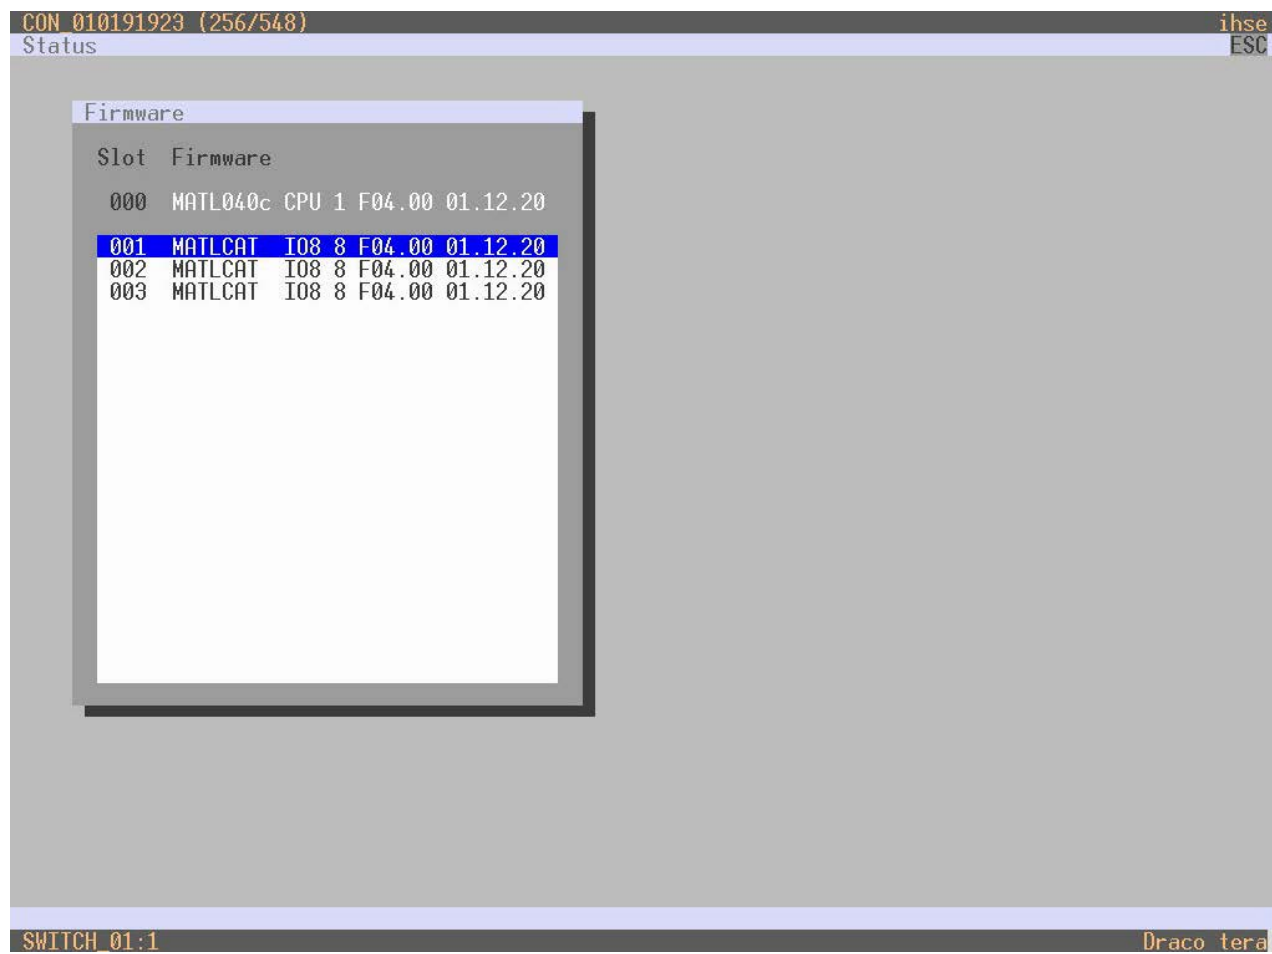 CON_010191923 (256/548) ihse
Status ESC
Firmware
Slot Firmware
000 MATL040c CPU 1 F04.00 01.12.20
001 MATLCAT IO8 8 F04.00 01.12.20
002 MATLCAT IO8 8 F04.00 01.12.20
003 MATLCAT IO8 8 F04.00 01.12.20
SWITCH_01:1 Draco tera